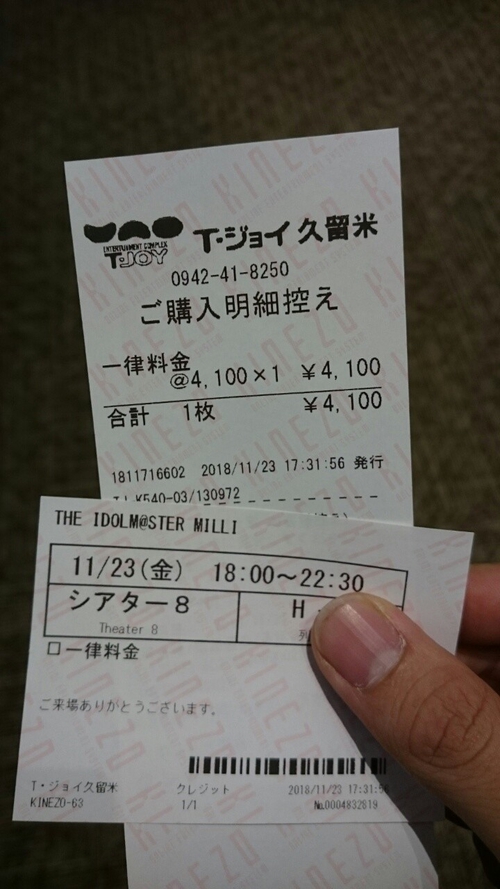 ENTERTAINMENT COMPLEX
T・JOY
T・ジョイ久留米
0942-41-8250
ご購入明細控え
一律料金
@4,100×1 ¥4,100
合計 1枚 ¥4,100
1811716602 2018/11/23 17:31:56 発行
K540-03/130972
THE IDOLM@STER MILLI
11/23(金) 18:00～22:30
シアター8 H
Theater 8
口一律料金
ご来場ありがとうございます。
T・ジョイ久留米 クレジット 2018/11/23 17:31:56
KINEZO-63 1/1 №0004832619